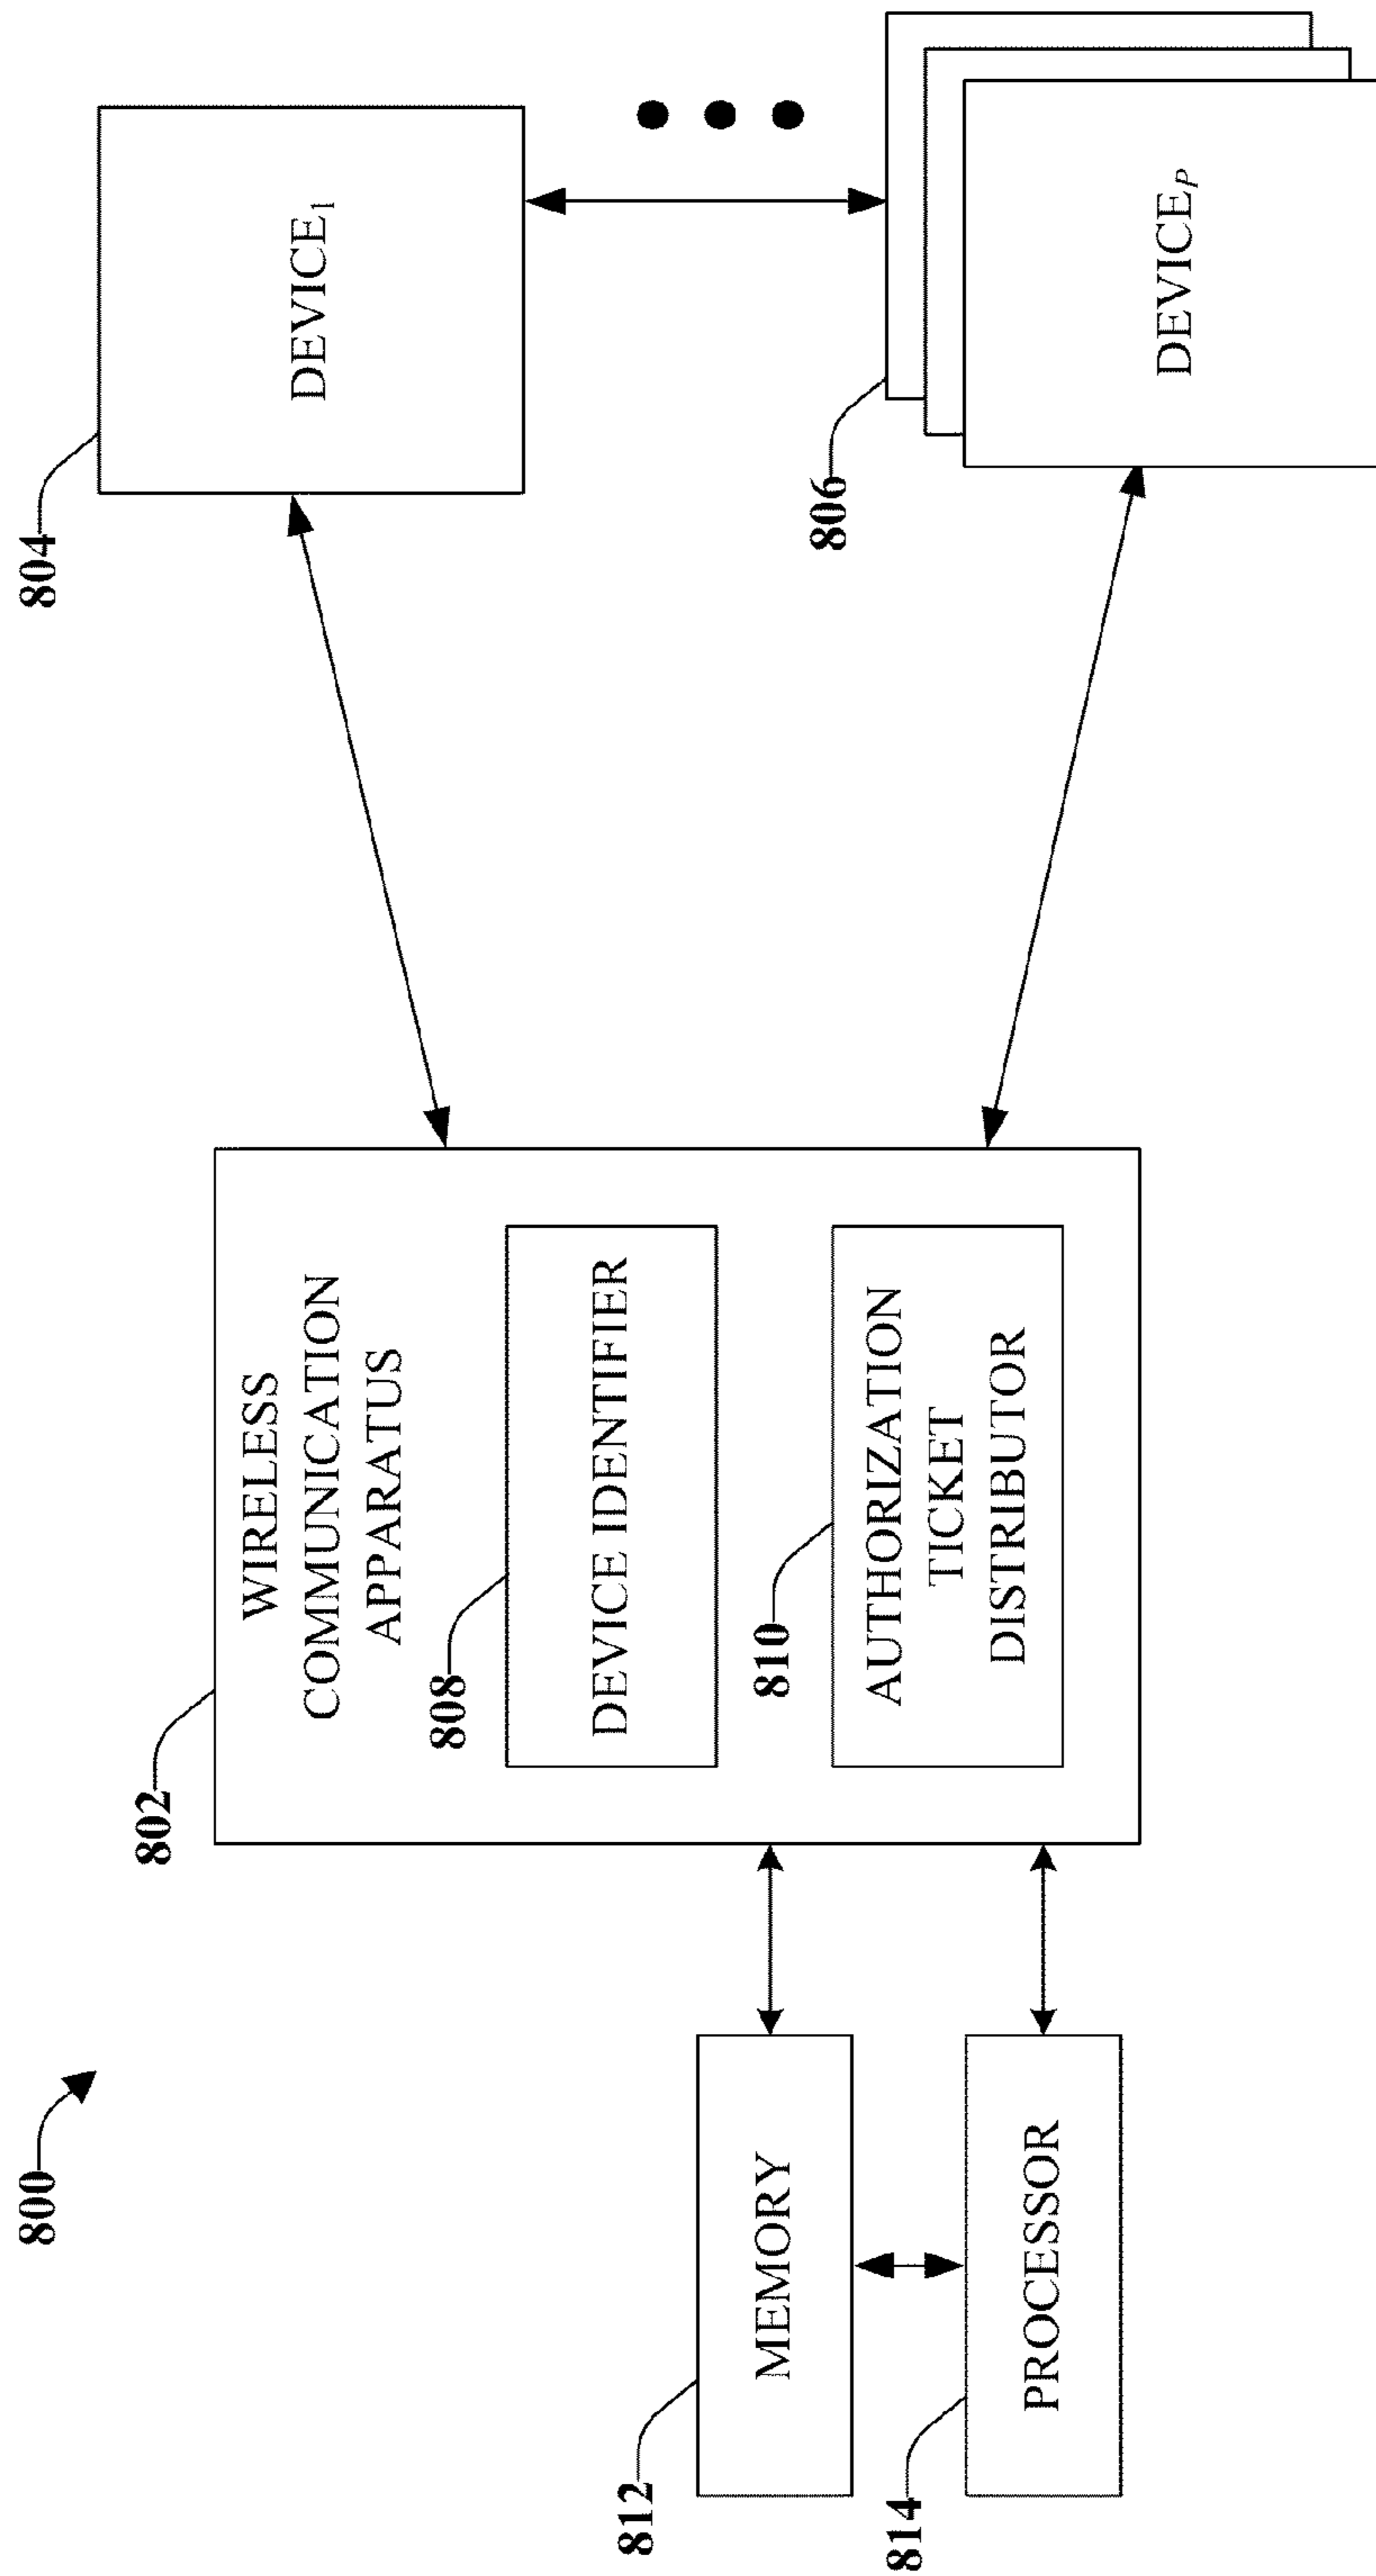 800
802
WIRELESS
COMMUNICATION
APPARATUS
808
DEVICE IDENTIFIER
810
AUTHORIZATION
TICKET
DISTRIBUTOR
812
MEMORY
814
PROCESSOR
804
DEVICE₁
806
DEVICEₚ